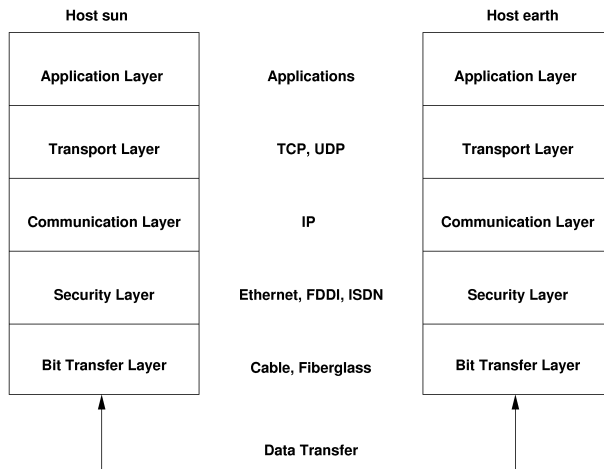 Host sun
Host earth
Application Layer
Applications
Application Layer
Transport Layer
TCP, UDP
Transport Layer
Communication Layer
IP
Communication Layer
Security Layer
Ethernet, FDDI, ISDN
Security Layer
Bit Transfer Layer
Cable, Fiberglass
Bit Transfer Layer
Data Transfer